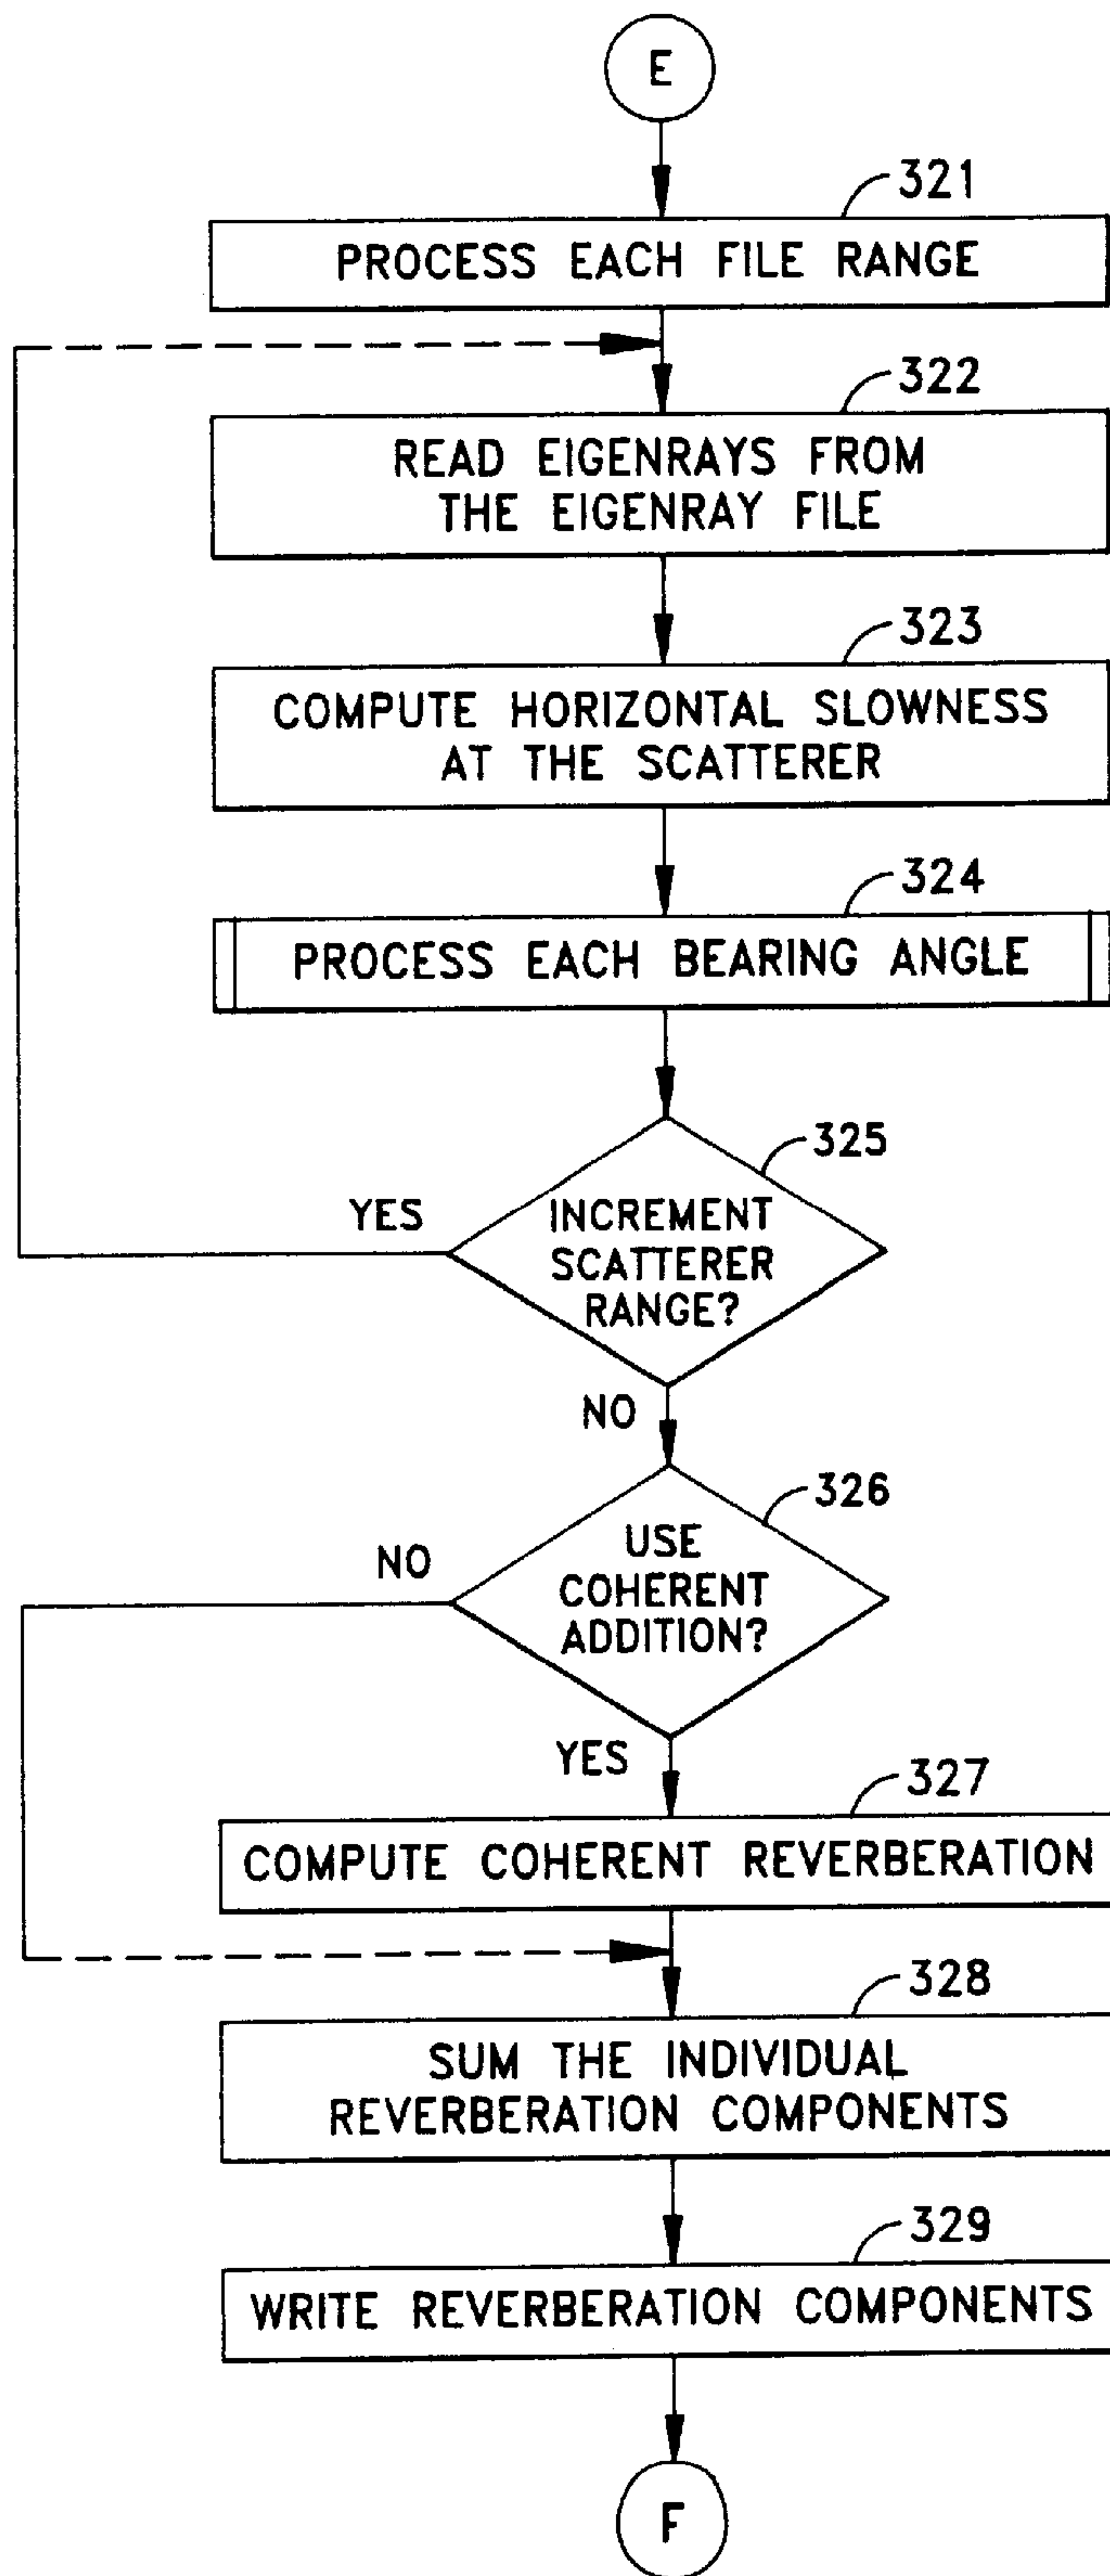 E
321
PROCESS EACH FILE RANGE
322
READ EIGENRAYS FROM
THE EIGENRAY FILE
323
COMPUTE HORIZONTAL SLOWNESS
AT THE SCATTERER
324
PROCESS EACH BEARING ANGLE
325
YES
INCREMENT
SCATTERER
RANGE?
NO
326
NO
USE
COHERENT
ADDITION?
YES
327
COMPUTE COHERENT REVERBERATION
328
SUM THE INDIVIDUAL
REVERBERATION COMPONENTS
329
WRITE REVERBERATION COMPONENTS
F